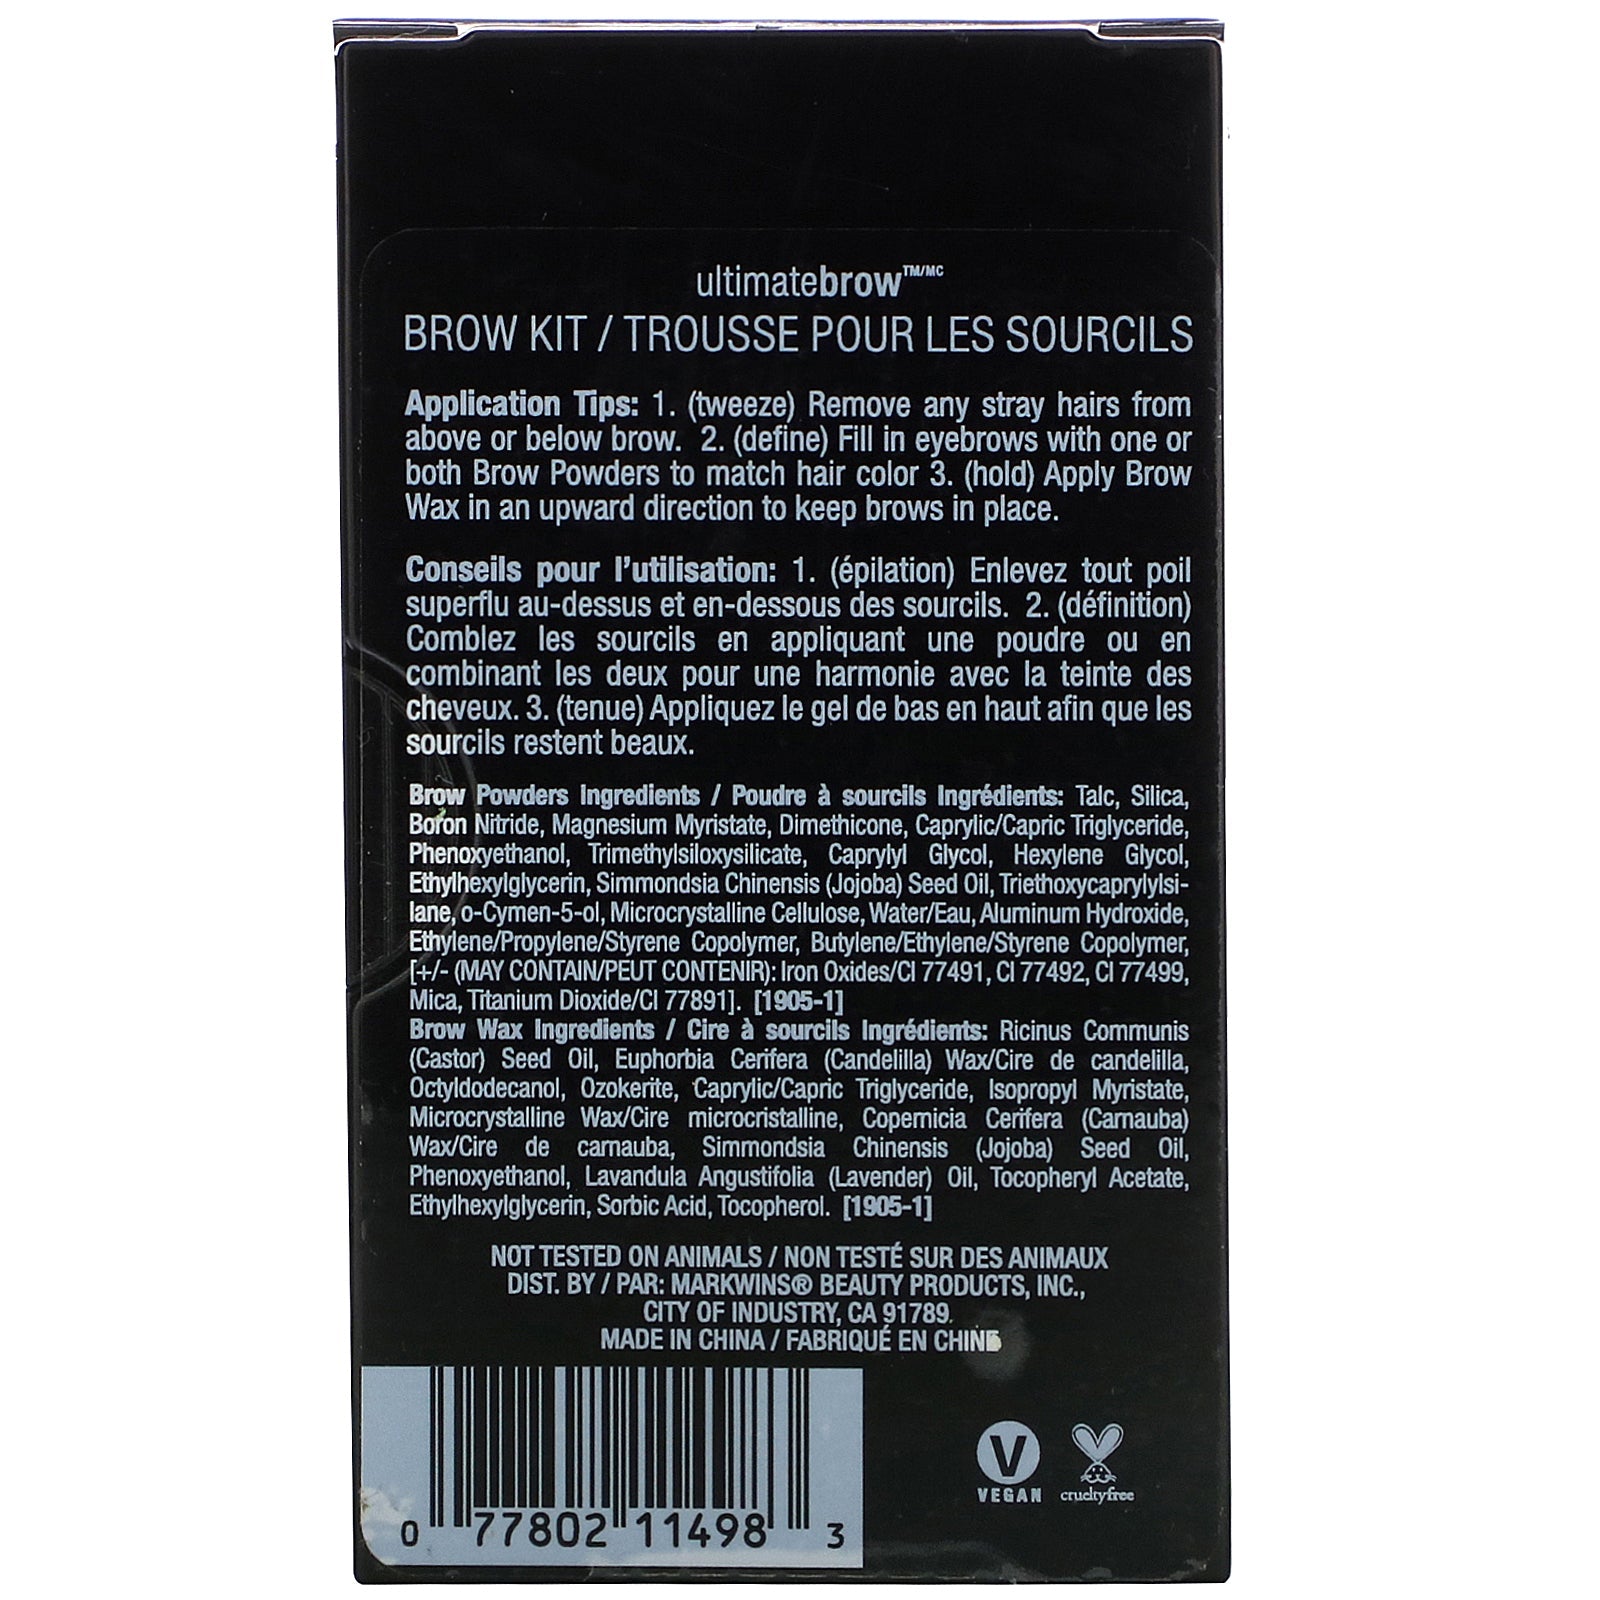 ultimatebrow™/MC
BROW KIT / TROUSSE POUR LES SOURCILS
Application Tips: 1. (tweeze) Remove any stray hairs from
above or below brow. 2. (define) Fill in eyebrows with one or
both Brow Powders to match hair color 3. (hold) Apply Brow
Wax in an upward direction to keep brows in place.
Conseils pour l'utilisation: 1. (épilation) Enlevez tout poil
superflu au-dessus et en-dessous des sourcils. 2. (définition)
Comblez les sourcils en appliquant une poudre ou en
combinant les deux pour une harmonie avec la teinte des
cheveux. 3. (tenue) Appliquez le gel de bas en haut afin que les
sourcils restent beaux.
Brow Powders Ingredients / Poudre à sourcils Ingrédients: Talc, Silica,
Boron Nitride, Magnesium Myristate, Dimethicone, Caprylic/Capric Triglyceride,
Phenoxyethanol, Trimethylsiloxysilicate, Caprylyl Glycol, Hexylene Glycol,
Ethylhexylglycerin, Simmondsia Chinensis (Jojoba) Seed Oil, Triethoxycaprylylsi-
lane, o-Cymen-5-ol, Microcrystalline Cellulose, Water/Eau, Aluminum Hydroxide,
Ethylene/Propylene/Styrene Copolymer, Butylene/Ethylene/Styrene Copolymer,
[+/- (MAY CONTAIN/PEUT CONTENIR): Iron Oxides/CI 77491, CI 77492, CI 77499,
Mica, Titanium Dioxide/CI 77891]. [1905-1]
Brow Wax Ingredients / Cire à sourcils Ingrédients: Ricinus Communis
(Castor) Seed Oil, Euphorbia Cerifera (Candelilla) Wax/Cire de candelilla,
Octyldodecanol, Ozokerite, Caprylic/Capric Triglyceride, Isopropyl Myristate,
Microcrystalline Wax/Cire microcristalline, Copernicia Cerifera (Carnauba)
Wax/Cire de carnauba, Simmondsia Chinensis (Jojoba) Seed Oil,
Phenoxyethanol, Lavandula Angustifolia (Lavender) Oil, Tocopheryl Acetate,
Ethylhexylglycerin, Sorbic Acid, Tocopherol. [1905-1]
NOT TESTED ON ANIMALS / NON TESTÉ SUR DES ANIMAUX
DIST. BY / PAR: MARKWINS® BEAUTY PRODUCTS, INC.,
CITY OF INDUSTRY, CA 91789.
MADE IN CHINA / FABRIQUÉ EN CHINE
V
VEGAN
crueltyfree
0 77802 11498 3